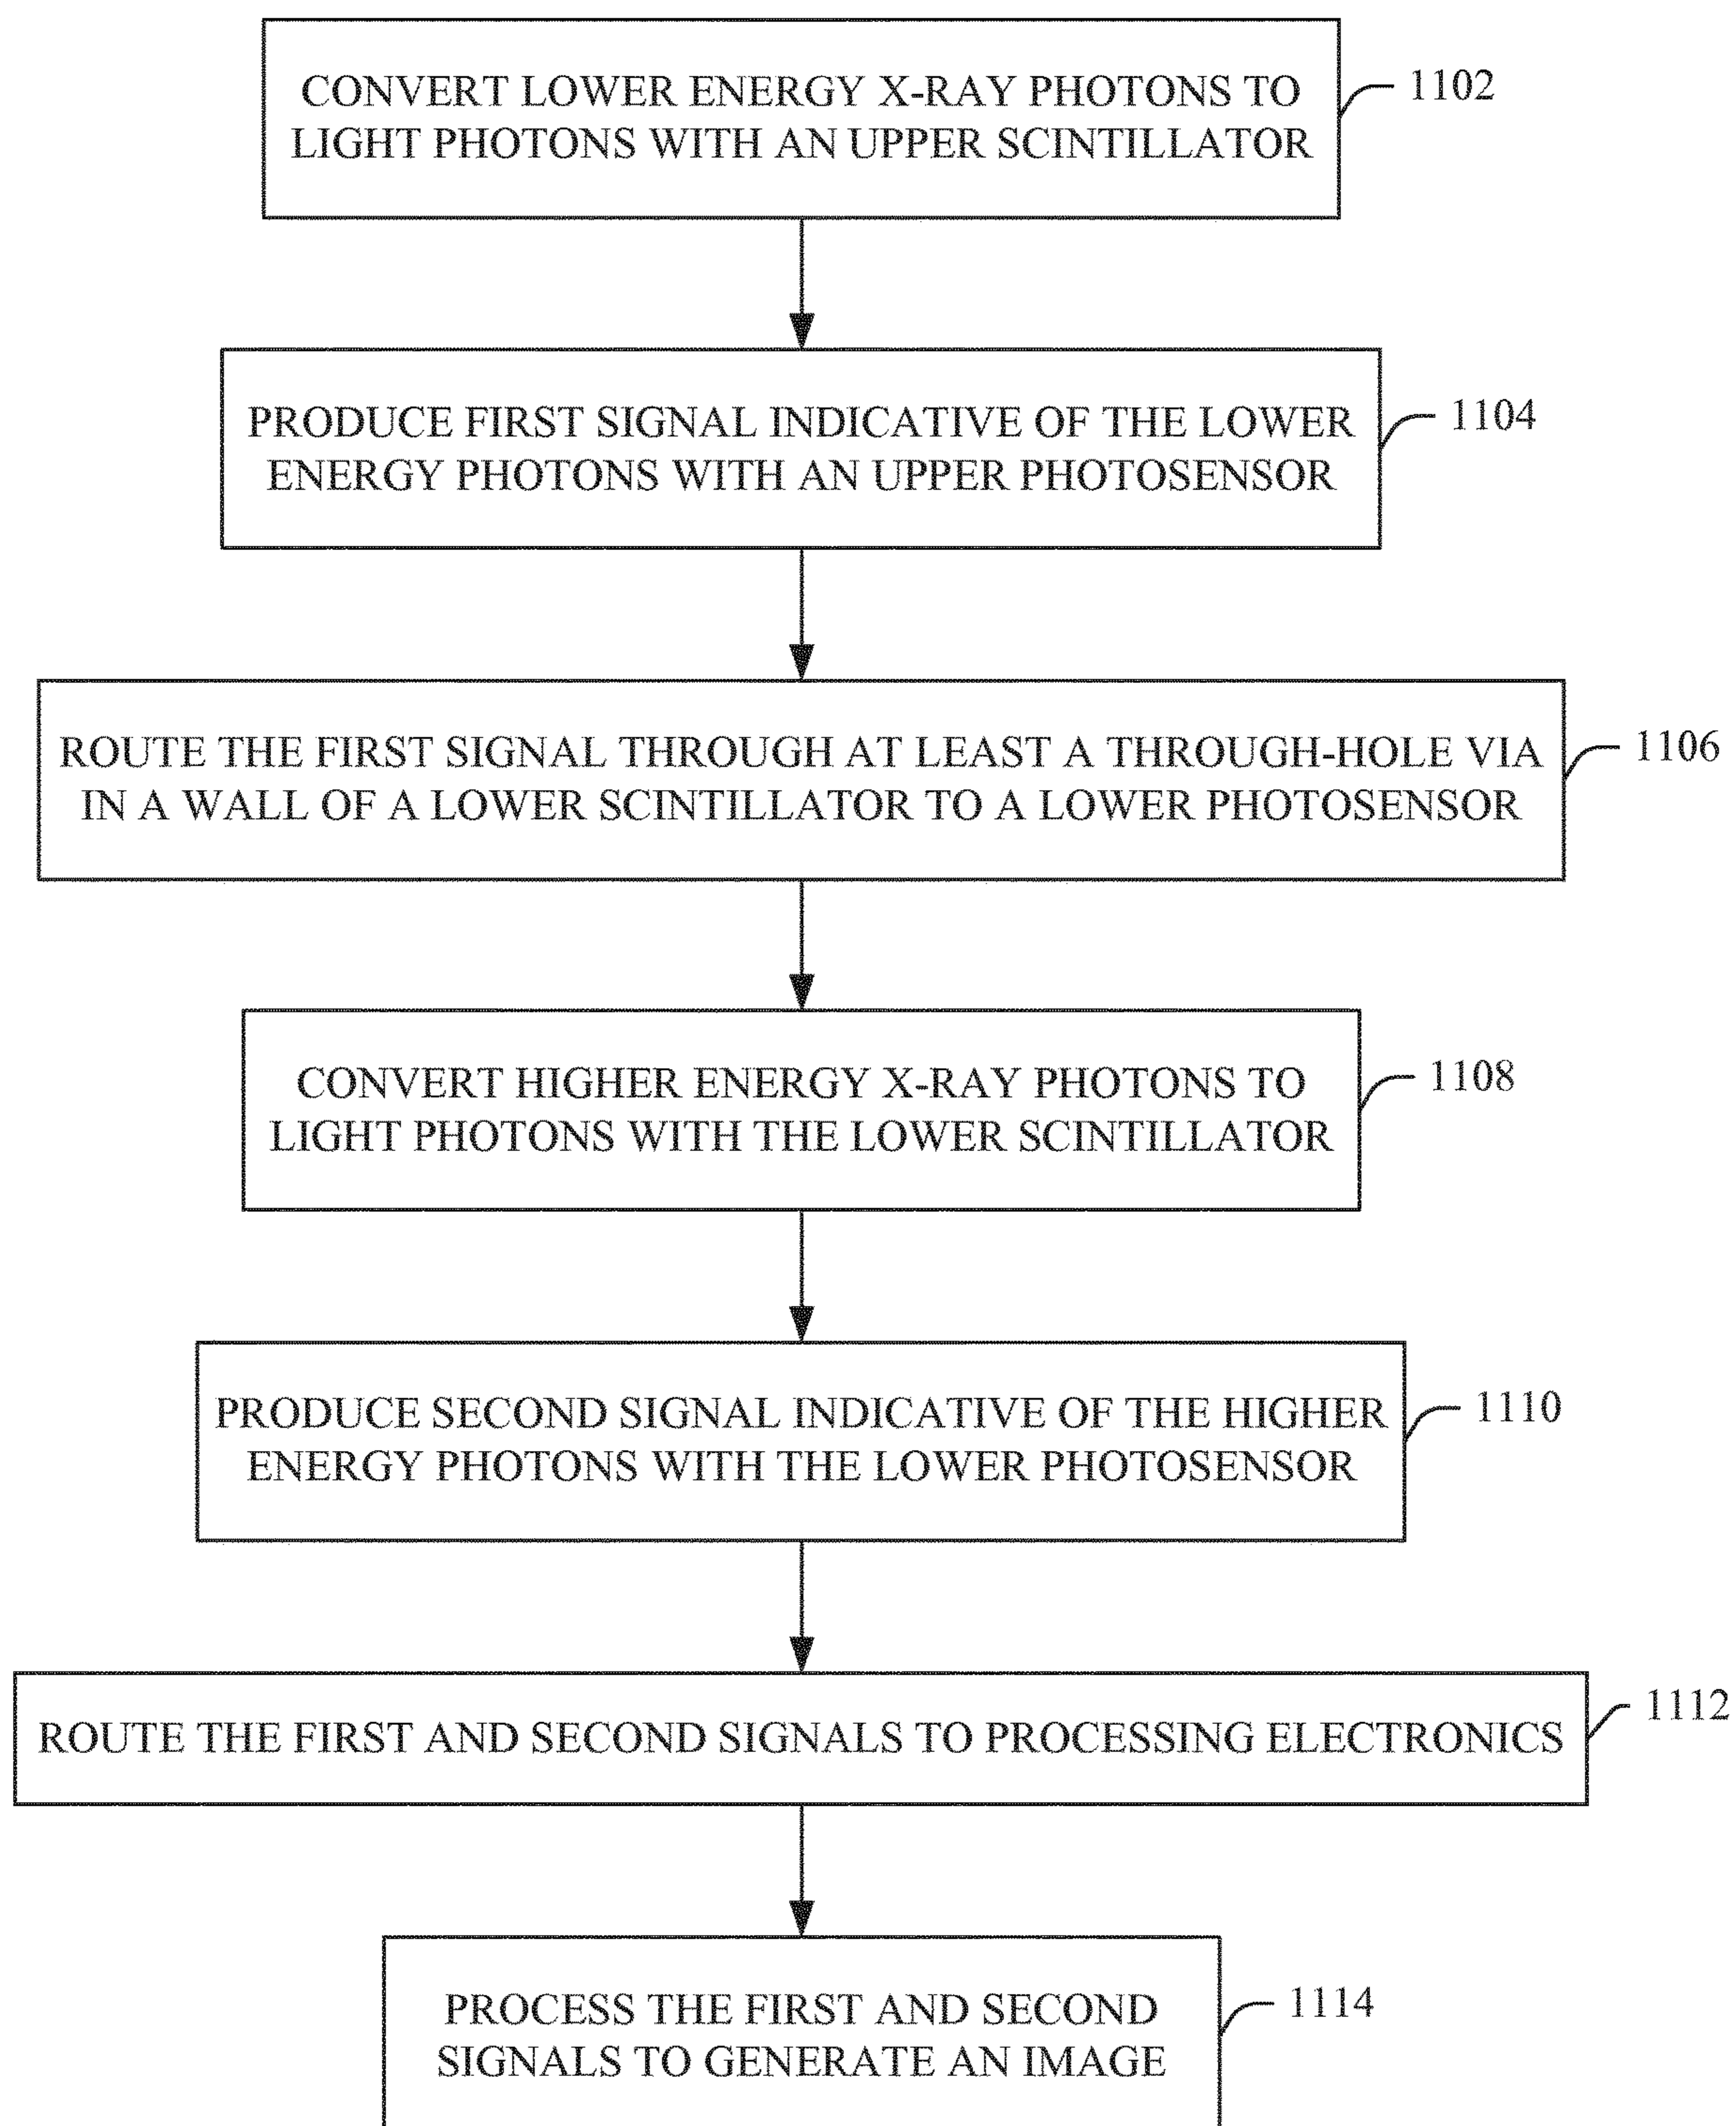 CONVERT LOWER ENERGY X-RAY PHOTONS TO
LIGHT PHOTONS WITH AN UPPER SCINTILLATOR
1102
PRODUCE FIRST SIGNAL INDICATIVE OF THE LOWER
ENERGY PHOTONS WITH AN UPPER PHOTOSENSOR
1104
ROUTE THE FIRST SIGNAL THROUGH AT LEAST A THROUGH-HOLE VIA
IN A WALL OF A LOWER SCINTILLATOR TO A LOWER PHOTOSENSOR
1106
CONVERT HIGHER ENERGY X-RAY PHOTONS TO
LIGHT PHOTONS WITH THE LOWER SCINTILLATOR
1108
PRODUCE SECOND SIGNAL INDICATIVE OF THE HIGHER
ENERGY PHOTONS WITH THE LOWER PHOTOSENSOR
1110
ROUTE THE FIRST AND SECOND SIGNALS TO PROCESSING ELECTRONICS
1112
PROCESS THE FIRST AND SECOND
SIGNALS TO GENERATE AN IMAGE
1114